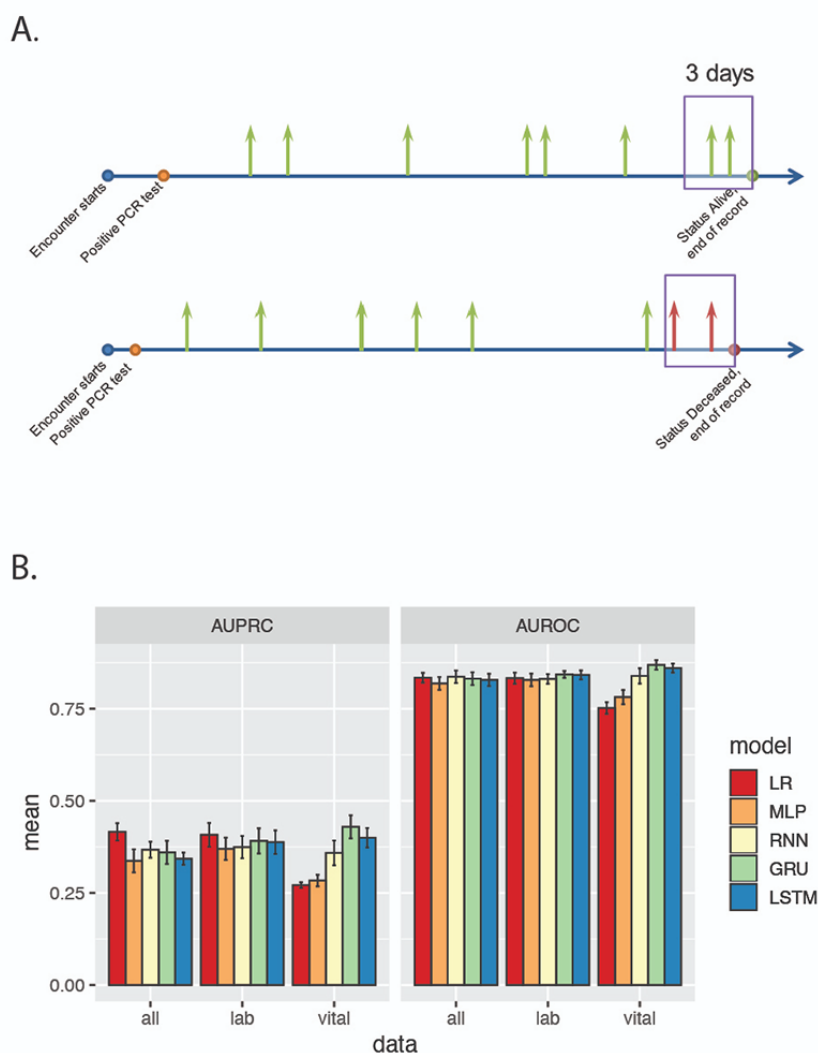 A.
3 days
Encounter starts
Positive PCR test
Status Alive,
end of record
Encounter starts
Positive PCR test
Status Deceased,
end of record
B.
AUPRC
AUROC
mean
0.75
0.50
0.25
0.00
all
lab
vital
all
lab
vital
data
model
LR
MLP
RNN
GRU
LSTM